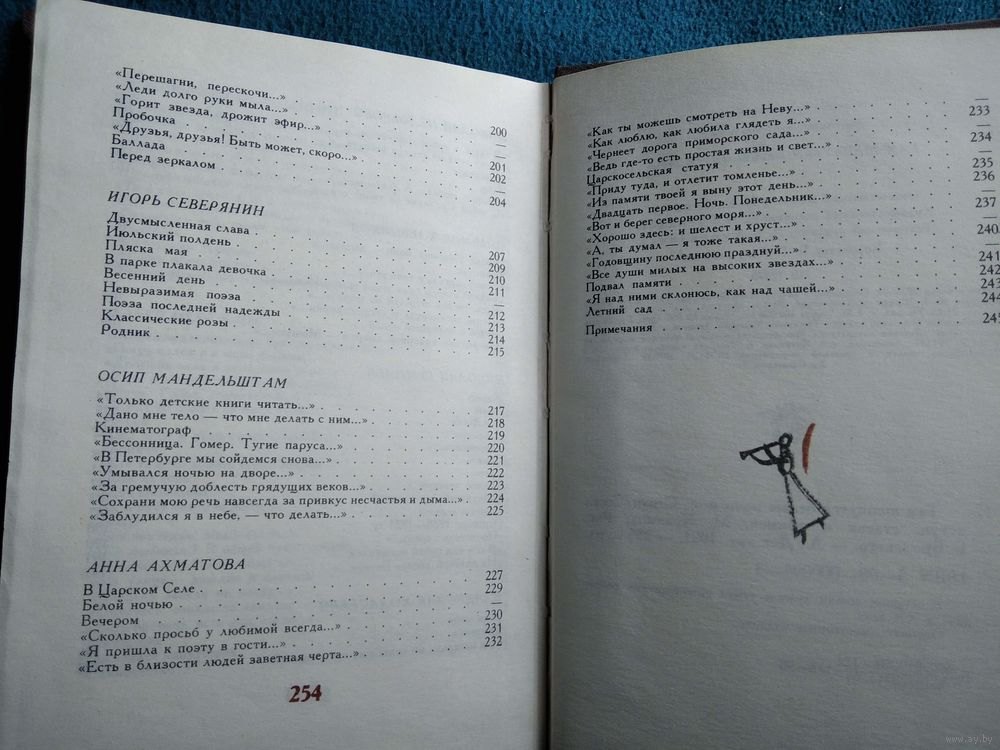 «Перешагни, перескочи...» . . . . . 200
«Леди долго руки мыла...» . . . . . —
«Горит звезда, дрожит эфир...» . . . . . —
Пробочка . . . . . 201
«Друзья, друзья! Быть может, скоро...» . . . . . 202
Баллада . . . . . —
Перед зеркалом . . . . . 204
ИГОРЬ СЕВЕРЯНИН
Двусмысленная слава . . . . . 207
Июльский полдень . . . . . 209
Пляска мая . . . . . 210
В парке плакала девочка . . . . . 211
Весенний день . . . . . —
Невыразимая поэза . . . . . 212
Поэза последней надежды . . . . . 213
Классические розы . . . . . 214
Родник . . . . . 215
ОСИП МАНДЕЛЬШТАМ
«Только детские книги читать...» . . . . . 217
«Дано мне тело — что мне делать с ним...» . . . . . 218
Кинематограф . . . . . 219
«Бессонница. Гомер. Тугие паруса...» . . . . . 220
«В Петербурге мы сойдемся снова...» . . . . . 221
«Умывался ночью на дворе...» . . . . . 222
«За гремучую доблесть грядущих веков...» . . . . . 223
«Сохрани мою речь навсегда за привкус несчастья и дыма...» . 224
«Заблудился я в небе, — что делать...» . . . . . 225
АННА АХМАТОВА
В Царском Селе . . . . . 227
Белой ночью . . . . . 229
Вечером . . . . . —
«Сколько просьб у любимой всегда...» . . . . . 230
«Я пришла к поэту в гости...» . . . . . 231
«Есть в близости людей заветная черта...» . . . . . 232
254
«Как ты можешь смотреть на Неву...» . . . . . —
«Как люблю, как любила глядеть я...» . . . . . 233
«Чернеет дорога приморского сада...» . . . . . —
«Ведь где-то есть простая жизнь и свет...» . . . . . 234
Царскосельская статуя . . . . . —
«Приду туда, и отлетит томленье...» . . . . . 235
«Из памяти твоей я выну этот день...» . . . . . 236
«Двадцать первое. Ночь. Понедельник...» . . . . . —
«Вот и берег северного моря...» . . . . . 237
«Хорошо здесь: и шелест и хруст...» . . . . . —
«А, ты думал — я тоже такая...» . . . . . 240
«Годовщину последнюю празднуй...» . . . . . —
«Все души милых на высоких звездах...» . . . . . 241
Подвал памяти . . . . . 242
«Я над ними склонюсь, как над чашей...» . . . . . 243
Летний сад . . . . . 244
Примечания . . . . . 245
www.ay.by